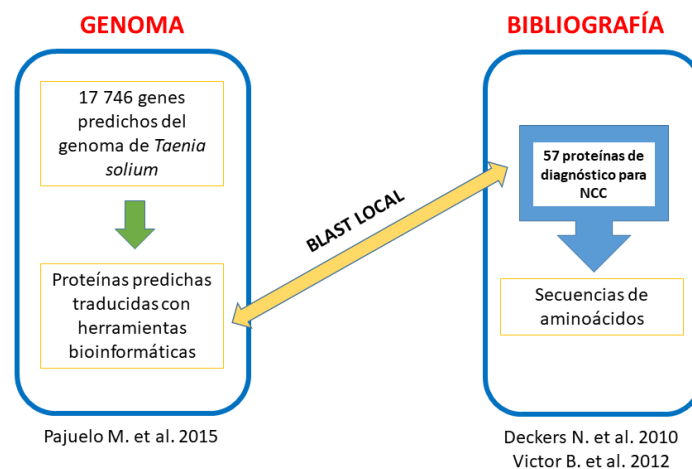 GENOMA
17 746 genes
predichos del
genoma de Taenia
solium
Proteínas predichas
traducidas con
herramientas
bioinformáticas
Pajuelo M. et al. 2015
BLAST LOCAL
BIBLIOGRAFÍA
57 proteínas de
diagnóstico para
NCC
Secuencias de
aminoácidos
Deckers N. et al. 2010
Victor B. et al. 2012